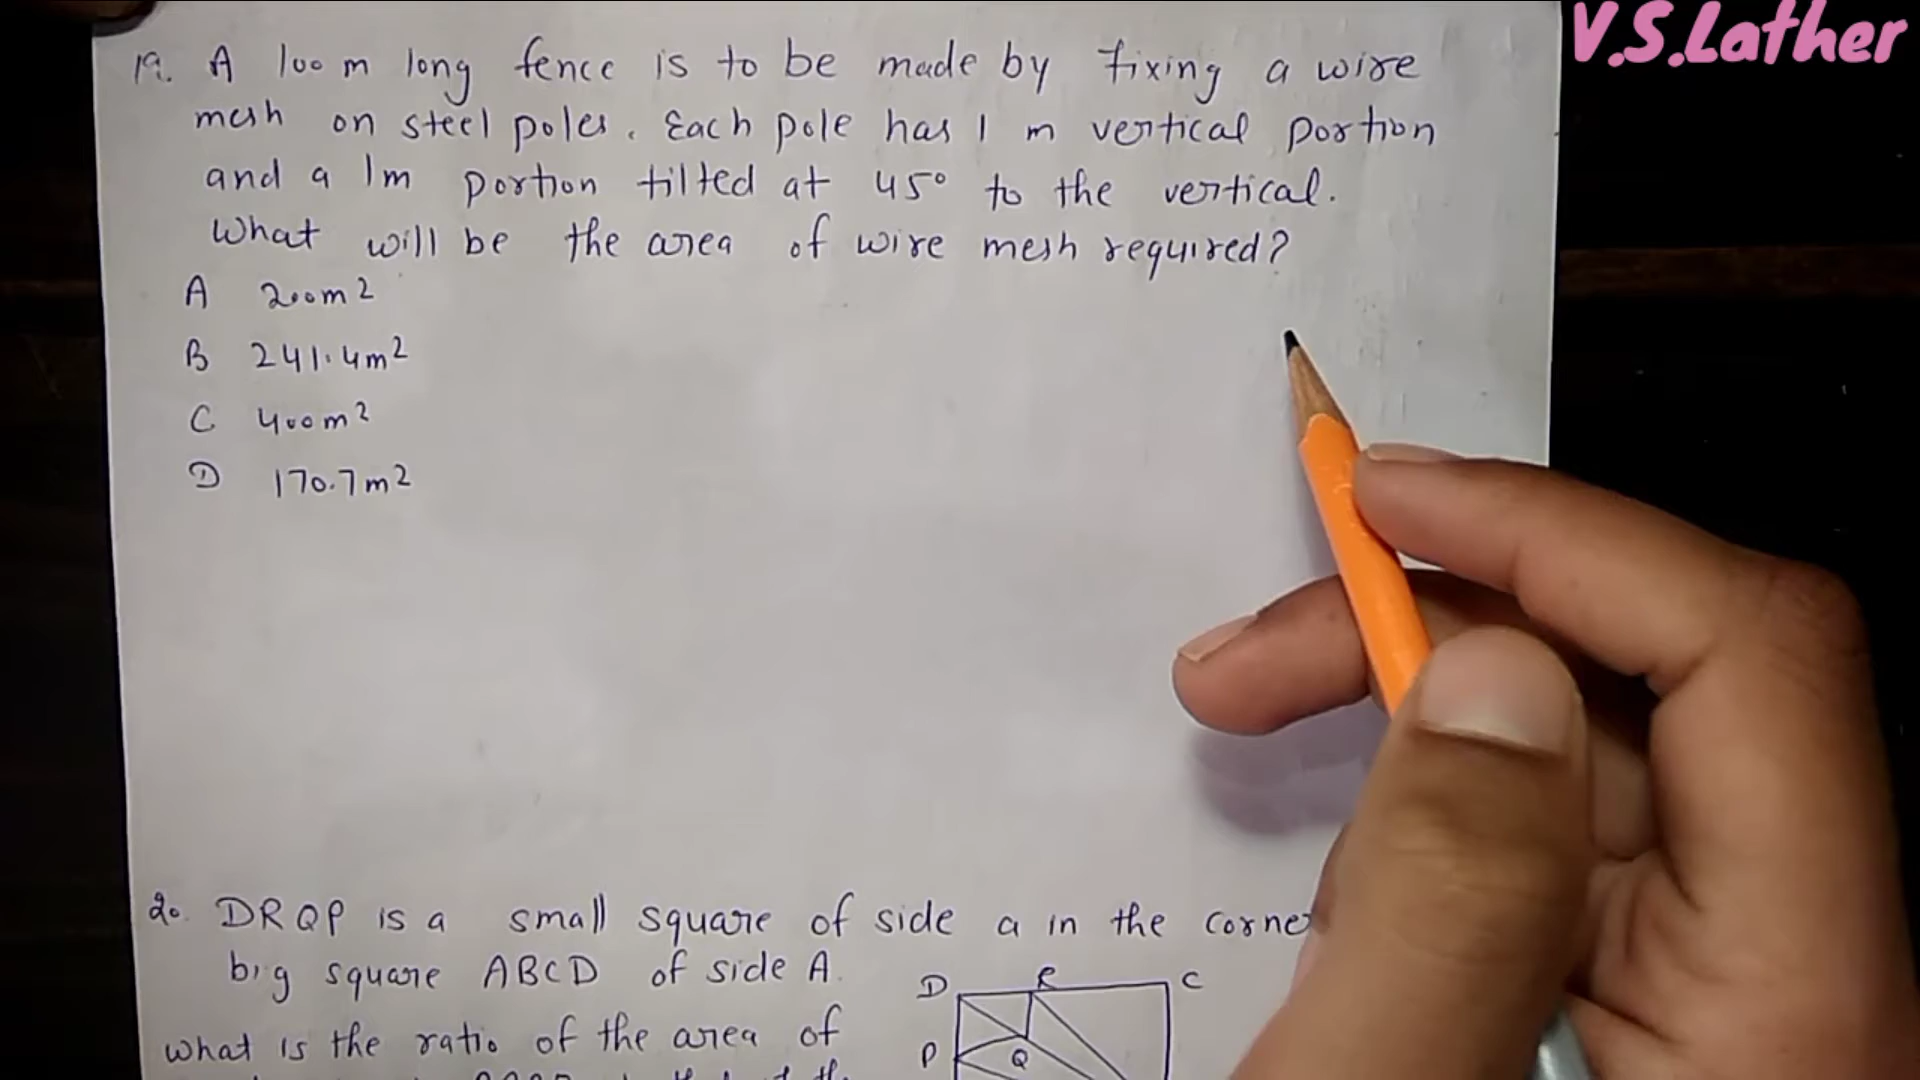 V.S.Lather
19. A 100 m long fence is to be made by fixing a wire
mesh on steel poles. Each pole has 1 m vertical portion
and a 1m portion tilted at 45° to the vertical.
What will be the area of wire mesh required?
A 200m2
B 241.4m2
C 400m2
D 170.7m2
20. DRQP is a small square of side a in the corner
big square ABCD of side A.
What is the ratio of the area of
D R C
P Q